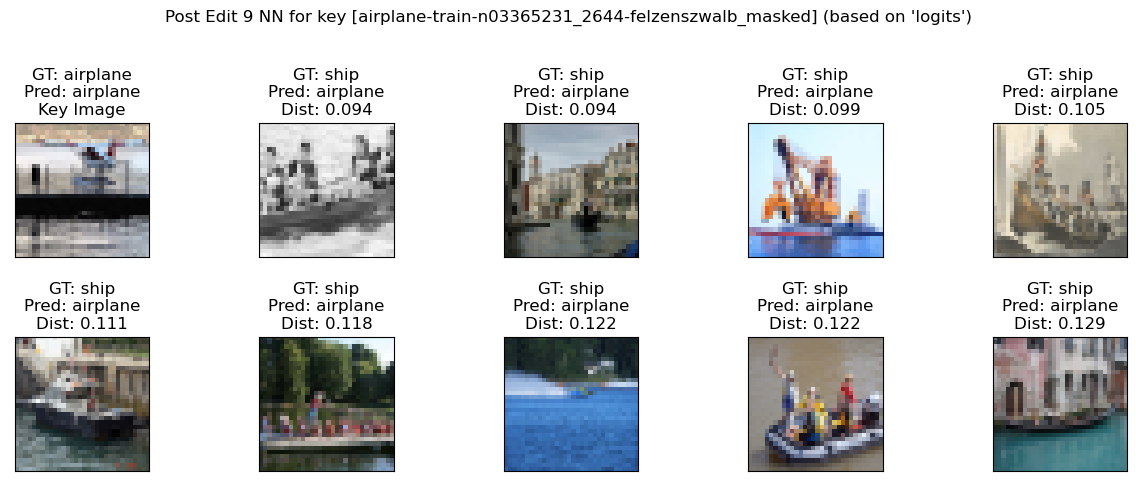 Post Edit 9 NN for key [airplane-train-n03365231_2644-felzenszwalb_masked] (based on 'logits')
GT: airplane
Pred: airplane
Key Image
GT: ship
Pred: airplane
Dist: 0.094
GT: ship
Pred: airplane
Dist: 0.094
GT: ship
Pred: airplane
Dist: 0.099
GT: ship
Pred: airplane
Dist: 0.105
GT: ship
Pred: airplane
Dist: 0.111
GT: ship
Pred: airplane
Dist: 0.118
GT: ship
Pred: airplane
Dist: 0.122
GT: ship
Pred: airplane
Dist: 0.122
GT: ship
Pred: airplane
Dist: 0.129